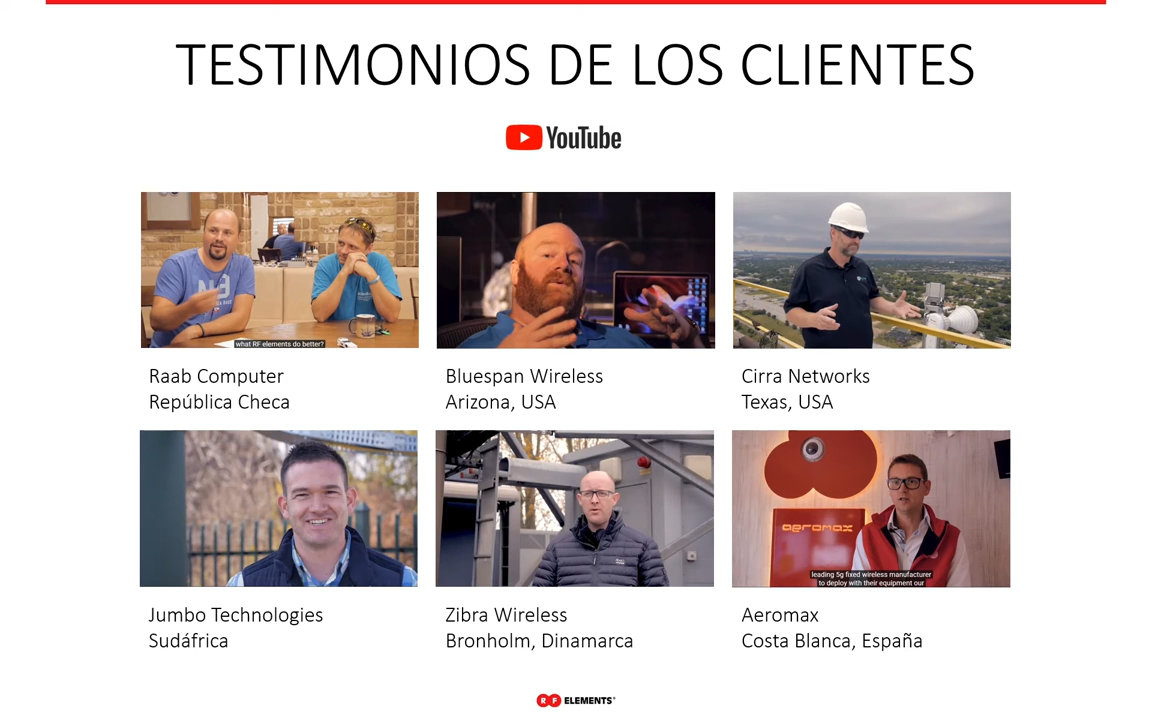 TESTIMONIOS DE LOS CLIENTES
YouTube
what RF elements do better?
Raab Computer
República Checa
Bluespan Wireless
Arizona, USA
Cirra Networks
Texas, USA
aeromax
leading 5g fixed wireless manufacturer
to deploy with their equipment our
Jumbo Technologies
Sudáfrica
Zibra Wireless
Bronholm, Dinamarca
Aeromax
Costa Blanca, España
RF ELEMENTS®